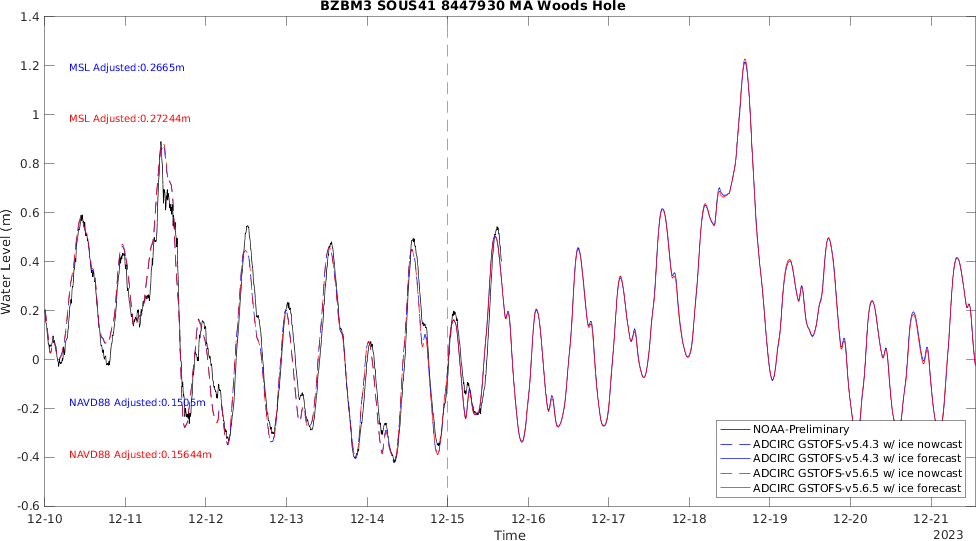 BZBM3 SOUS41 8447930 MA Woods Hole
1.4
1.2
1
0.8
0.6
0.4
0.2
0
-0.2
-0.4
-0.6
Water Level (m)
MSL Adjusted:0.2665m
MSL Adjusted:0.27244m
NAVD88 Adjusted:0.1505m
NAVD88 Adjusted:0.15644m
NOAA-Preliminary
ADCIRC GSTOFS-v5.4.3 w/ ice nowcast
ADCIRC GSTOFS-v5.4.3 w/ ice forecast
ADCIRC GSTOFS-v5.6.5 w/ ice nowcast
ADCIRC GSTOFS-v5.6.5 w/ ice forecast
12-10 12-11 12-12 12-13 12-14 12-15 12-16 12-17 12-18 12-19 12-20 12-21
2023
Time